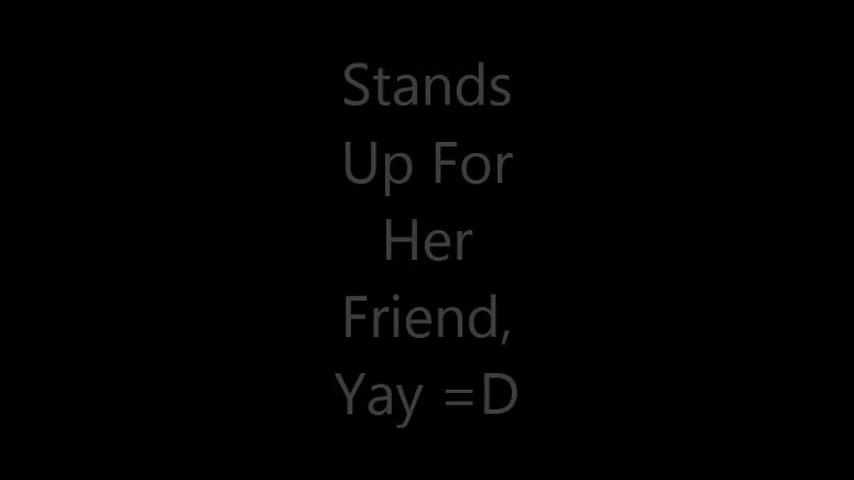 Stands
Up For
Her
Friend,
Yay =D